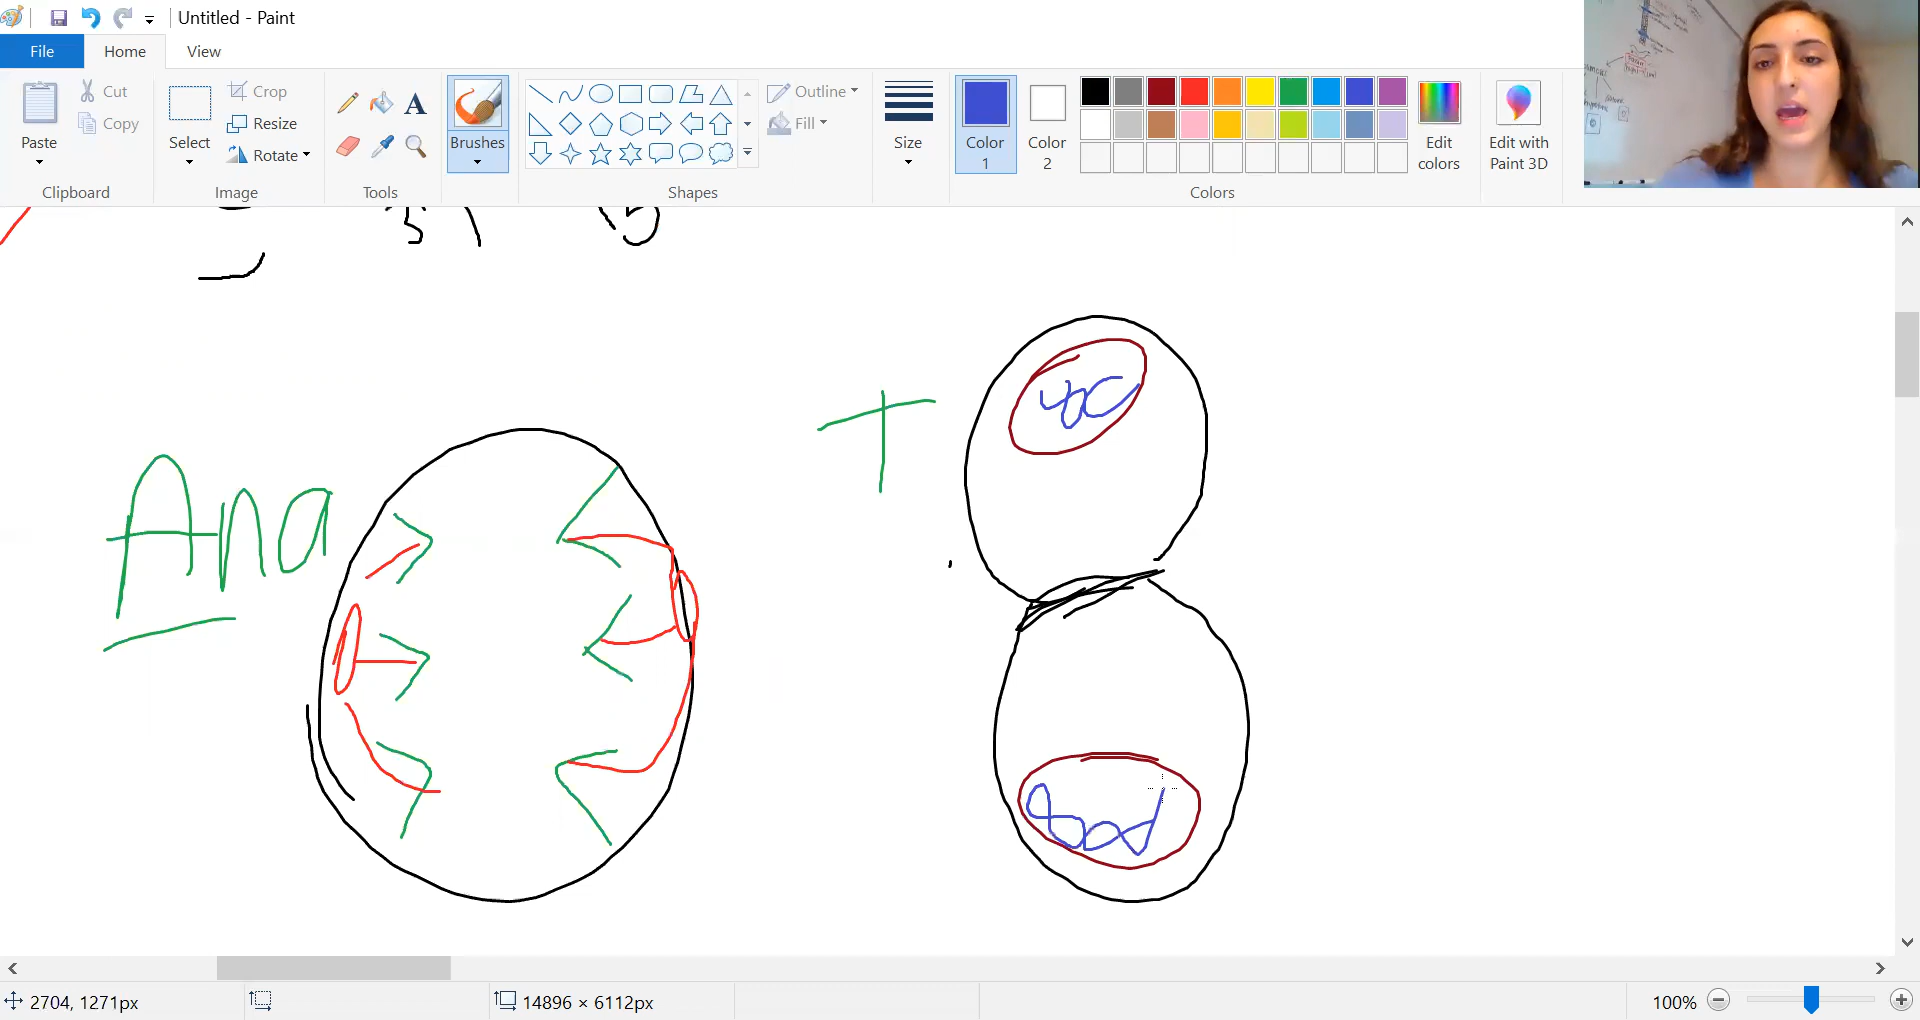 Untitled - Paint
File Home View
Paste
Cut
Copy
Clipboard
Select
Crop
Resize
Rotate
Image
Tools
Brushes
Shapes
Outline
Fill
Size
Color 1
Color 2
Edit colors
Colors
Edit with Paint 3D
T
Ana
2704, 1271px
14896 × 6112px
100%